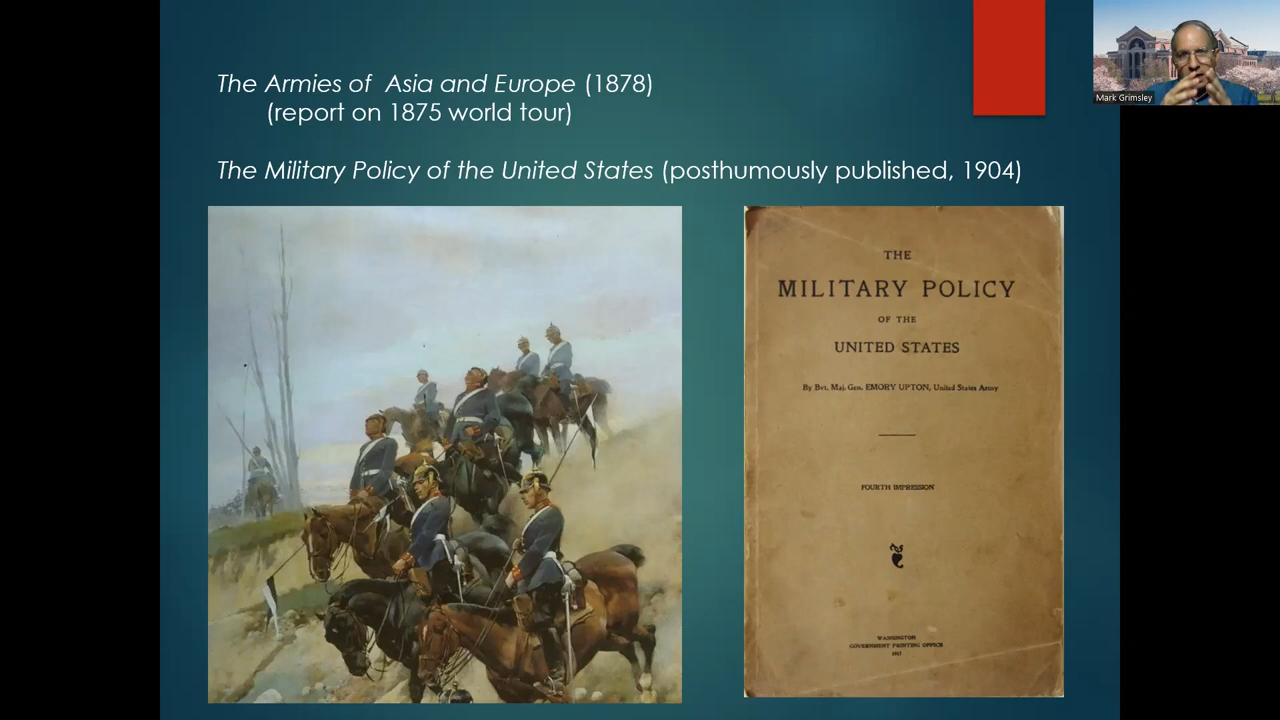 The Armies of Asia and Europe (1878)
(report on 1875 world tour)
The Military Policy of the United States (posthumously published, 1904)
Mark Grimsley
THE
MILITARY POLICY
OF THE
UNITED STATES
By Bvt. Maj. Gen. EMORY UPTON, United States Army
FOURTH IMPRESSION
WASHINGTON
GOVERNMENT PRINTING OFFICE
1917